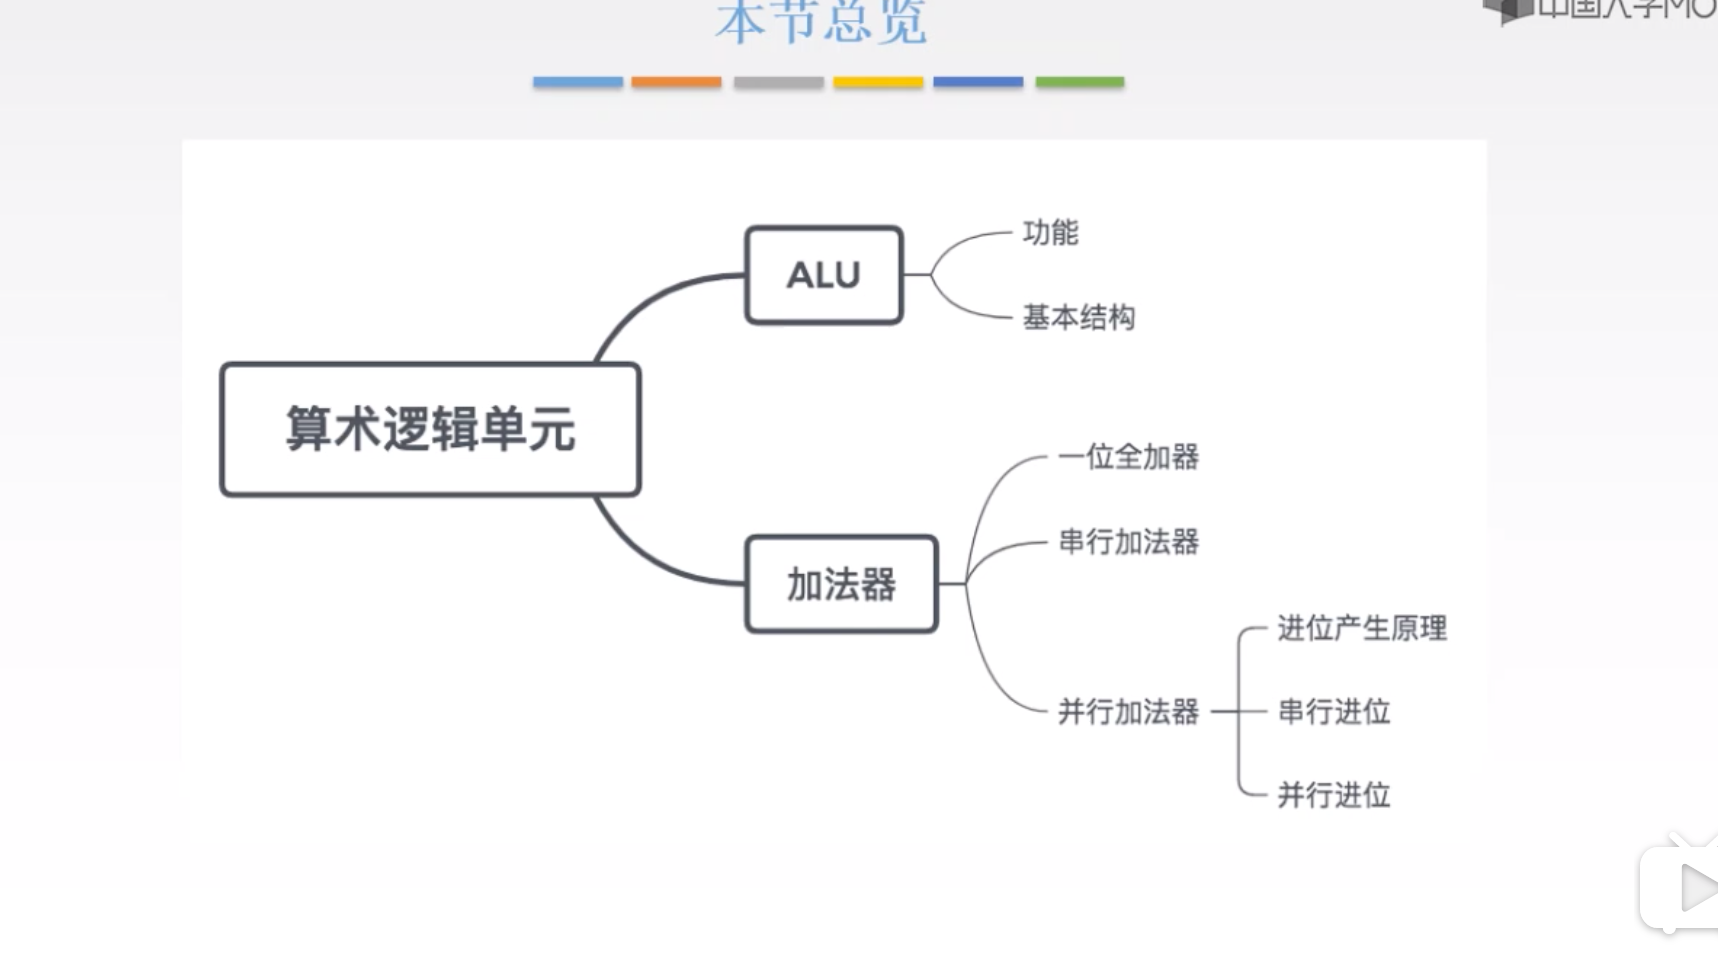 本节总览
中国大学MO
ALU
功能
基本结构
算术逻辑单元
加法器
一位全加器
串行加法器
并行加法器
进位产生原理
串行进位
并行进位